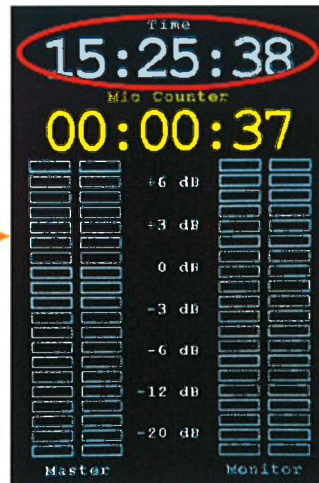 Time
15:25:38
Mic Counter
00:00:37
+6 dB
+3 dB
0 dB
-3 dB
-6 dB
-12 dB
-20 dB
Master Monitor